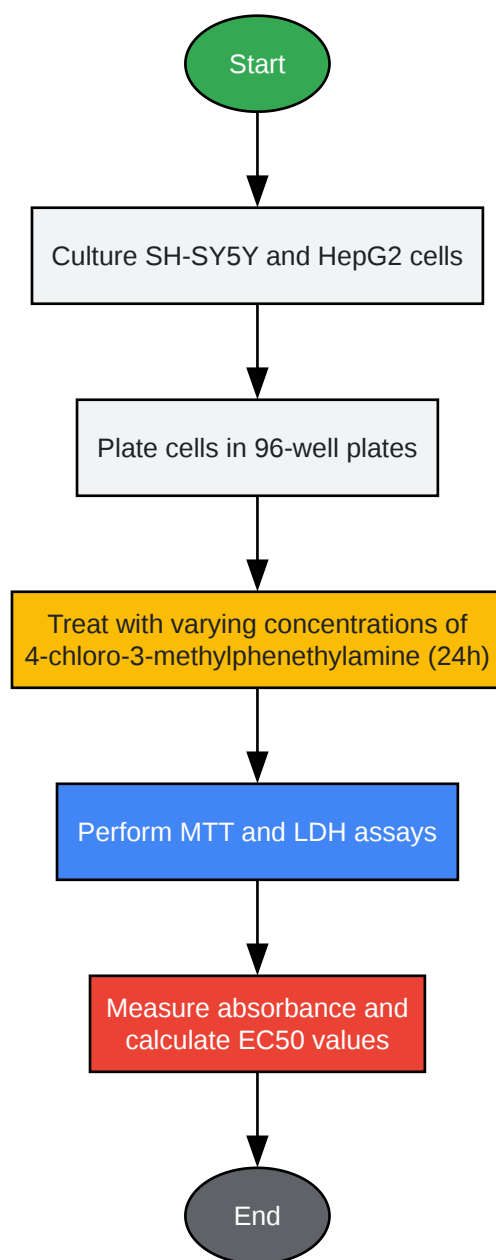 Start
Culture SH-SY5Y and HepG2 cells
Plate cells in 96-well plates
Treat with varying concentrations of
4-chloro-3-methylphenethylamine (24h)
Perform MTT and LDH assays
Measure absorbance and
calculate EC50 values
End